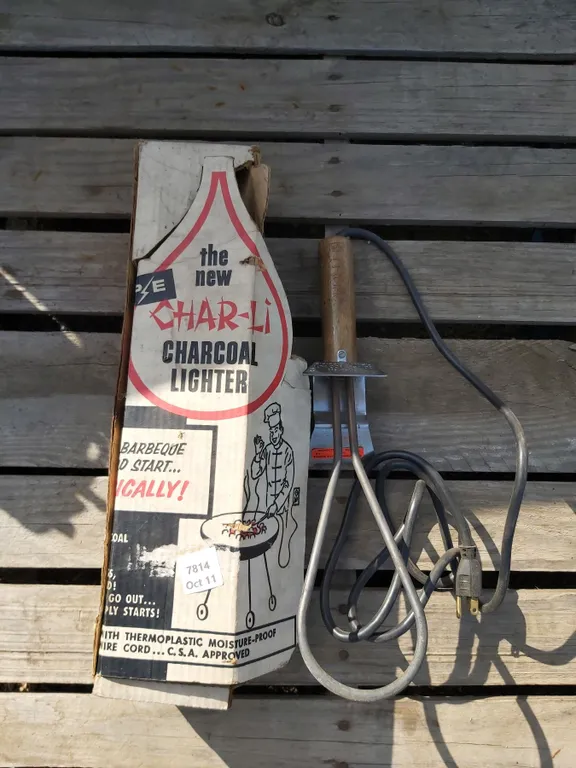 the
new
CHAR-Li
CHARCOAL
LIGHTER
BARBEQUE
D START...
ICALLY!
OAL
S,
GO OUT...
PLY STARTS!
7814
Oct 11
ITH THERMOPLASTIC MOISTURE-PROOF
IRE CORD... C.S.A. APPROVED